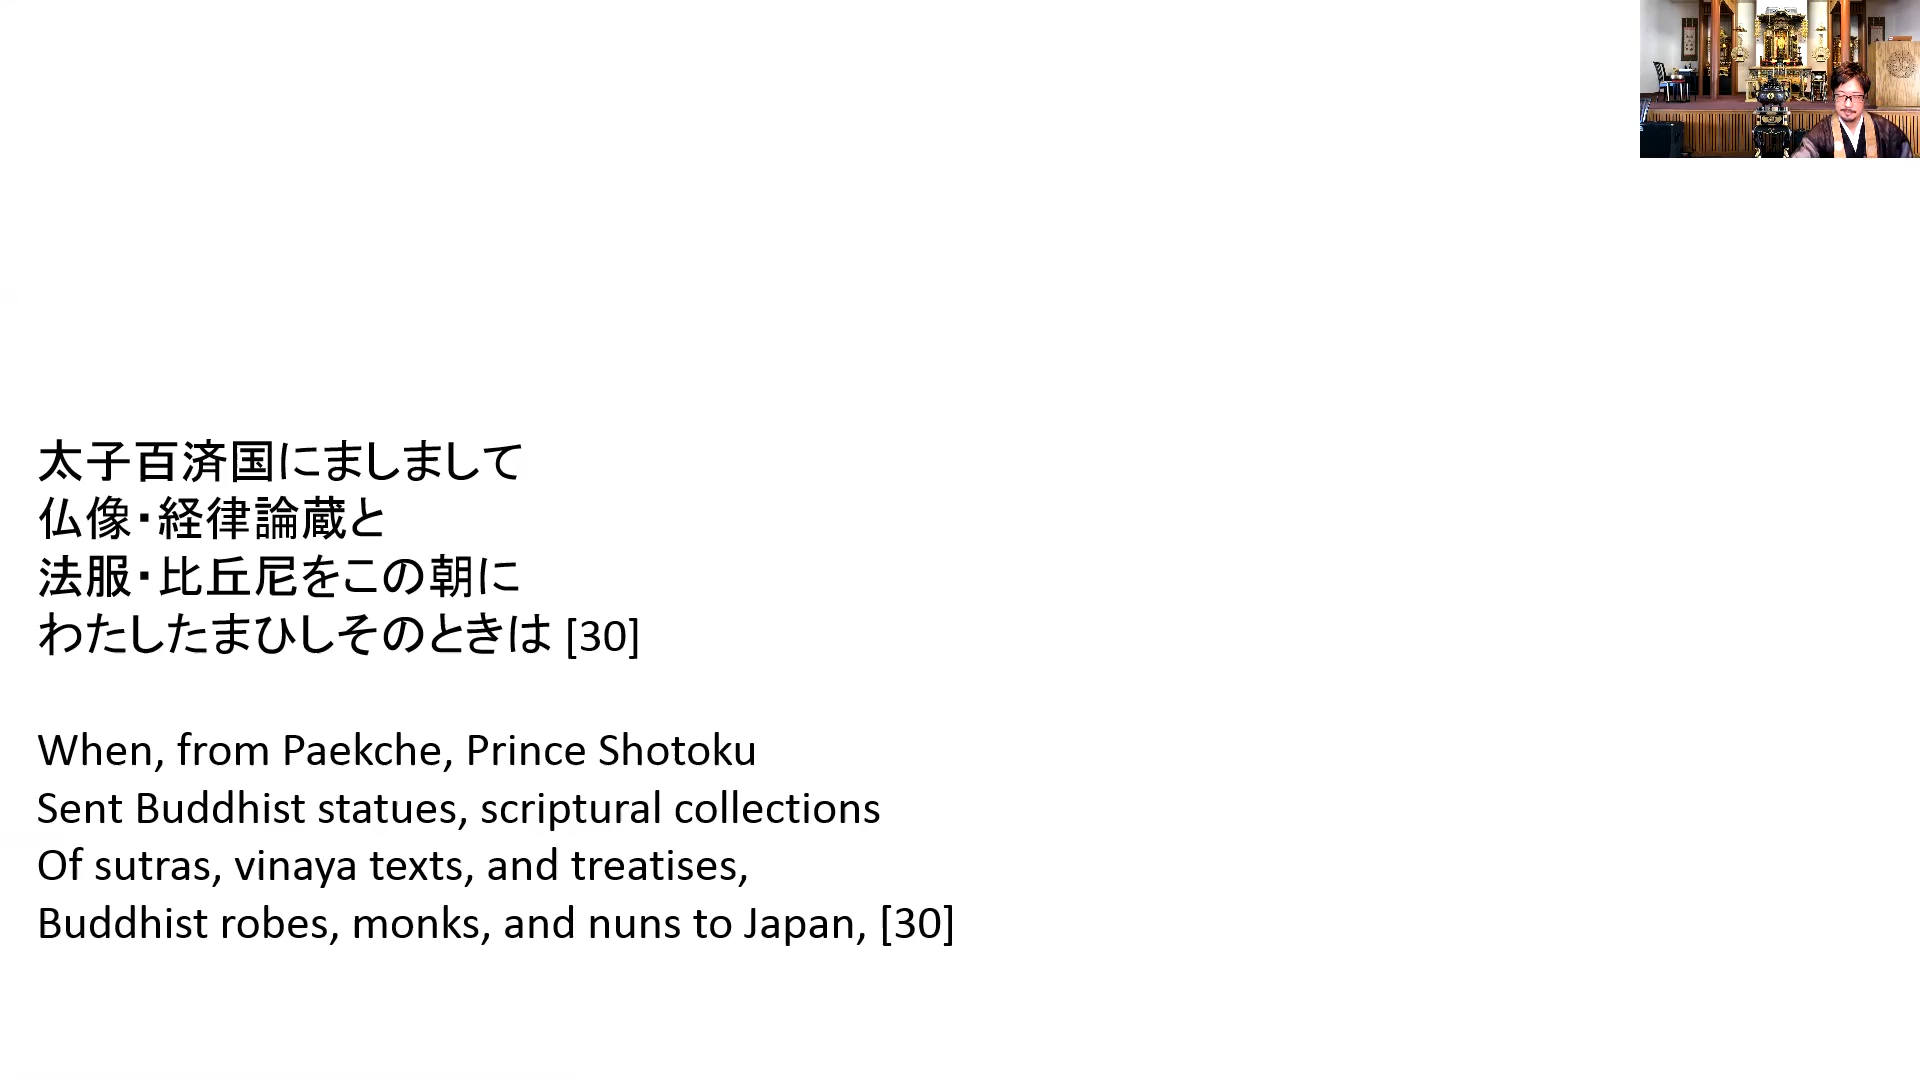 太子百済国にましまして
仏像・経律論蔵と
法服・比丘尼をこの朝に
わたしたまひしそのときは [30]
When, from Paekche, Prince Shotoku
Sent Buddhist statues, scriptural collections
Of sutras, vinaya texts, and treatises,
Buddhist robes, monks, and nuns to Japan, [30]